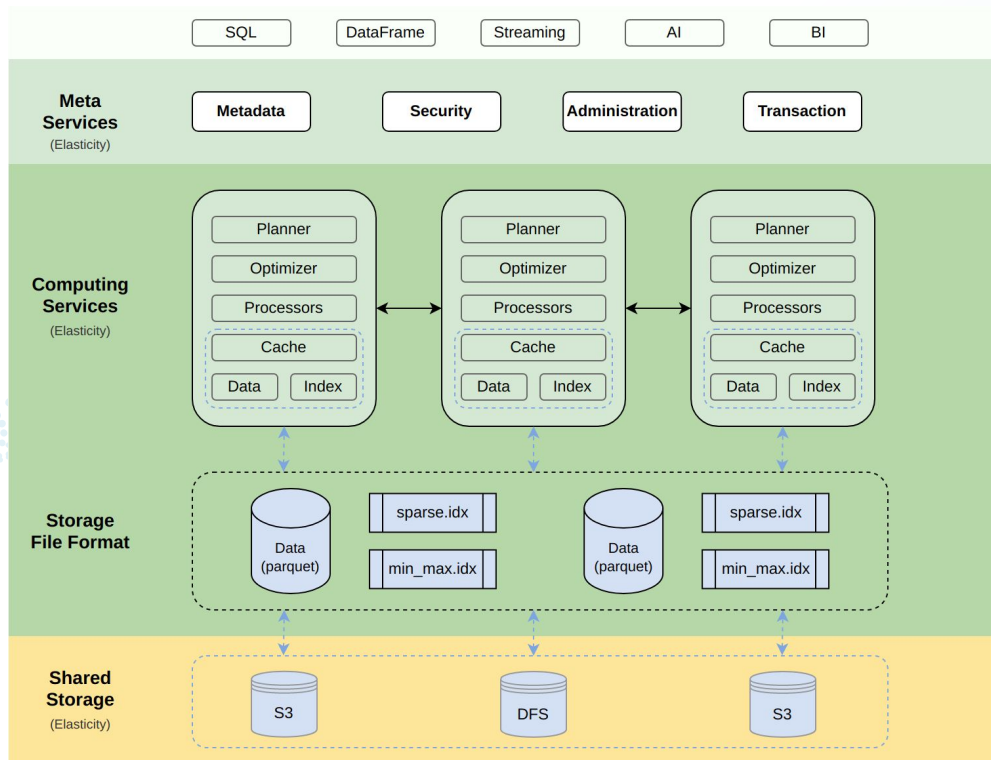 SQL DataFrame Streaming AI BI
Meta
Services
(Elasticity)
Metadada Security Administration Transaction
Computing
Services
(Elasticity)
Planner Planner Planner
Optimizer Optimizer Optimizer
Processors Processors Processors
Cache Cache Cache
Data Index Data Index Data Index
Storage
File Format
Data
(parquet)
sparse.idx
min_max.idx
Data
(parquet)
sparse.idx
min_max.idx
Shared
Storage
(Elasticity)
S3 DFS S3